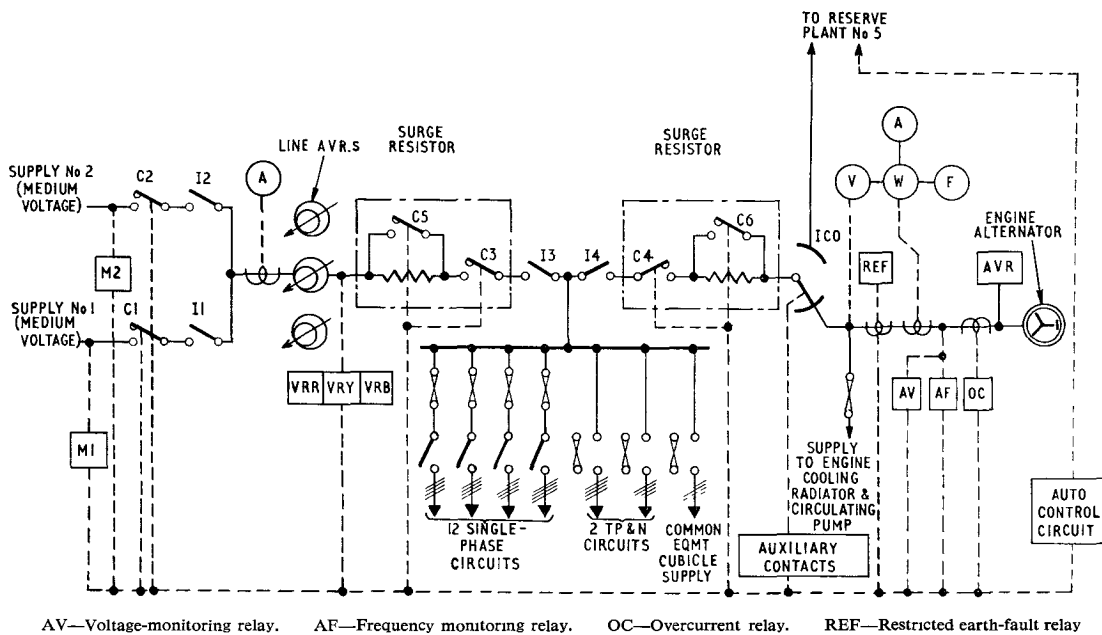 TO RESERVE
PLANT No 5
SURGE
RESISTOR
SURGE
RESISTOR
LINE A.V.R.S
A
A
V
W
F
SUPPLY No 2
(MEDIUM
VOLTAGE)
C2
I2
C5
C6
ICO
ENGINE
ALTERNATOR
C3
I3
I4
C4
REF
AVR
M2
SUPPLY No 1
(MEDIUM
VOLTAGE)
C1
I1
VRR
VRY
VRB
AV
AF
OC
M1
SUPPLY
TO ENGINE
COOLING
RADIATOR &
CIRCULATING
PUMP
12 SINGLE-
PHASE
CIRCUITS
2 TP & N
CIRCUITS
COMMON
EQMT
CUBICLE
SUPPLY
AUXILIARY
CONTACTS
AUTO
CONTROL
CIRCUIT
AV—Voltage-monitoring relay. AF—Frequency monitoring relay. OC—Overcurrent relay. REF—Restricted earth-fault relay